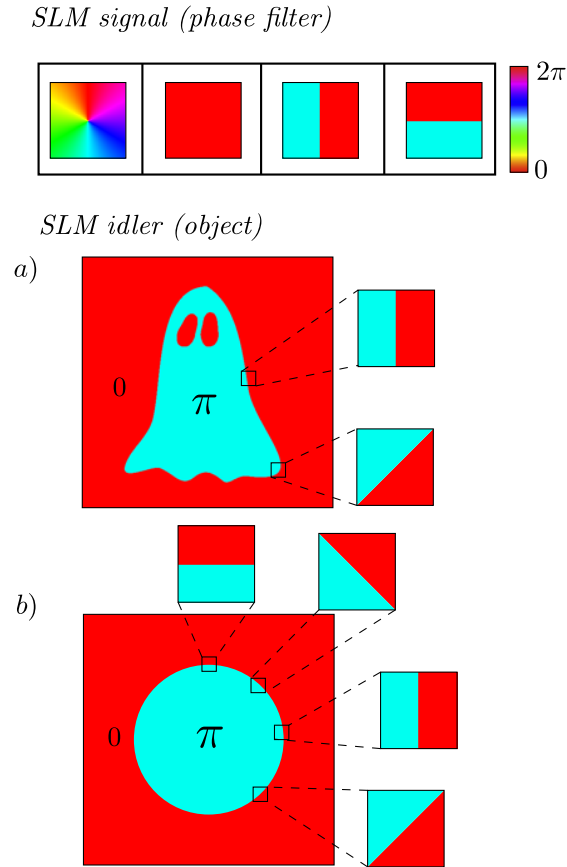 SLM signal (phase filter)
2π
0
SLM idler (object)
a)
0
π
b)
0
π